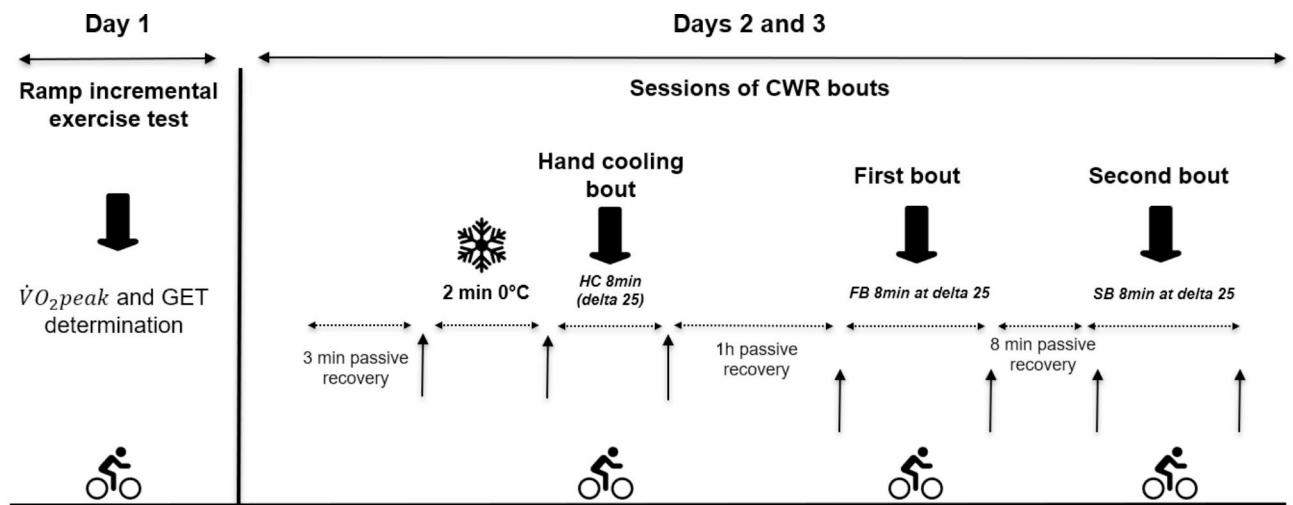 Day 1
Days 2 and 3
Ramp incremental
exercise test
Sessions of CWR bouts
Hand cooling
bout
First bout
Second bout
V̇O₂peak and GET
determination
2 min 0°C
HC 8min
(delta 25)
FB 8min at delta 25
SB 8min at delta 25
3 min passive
recovery
1h passive
recovery
8 min passive
recovery